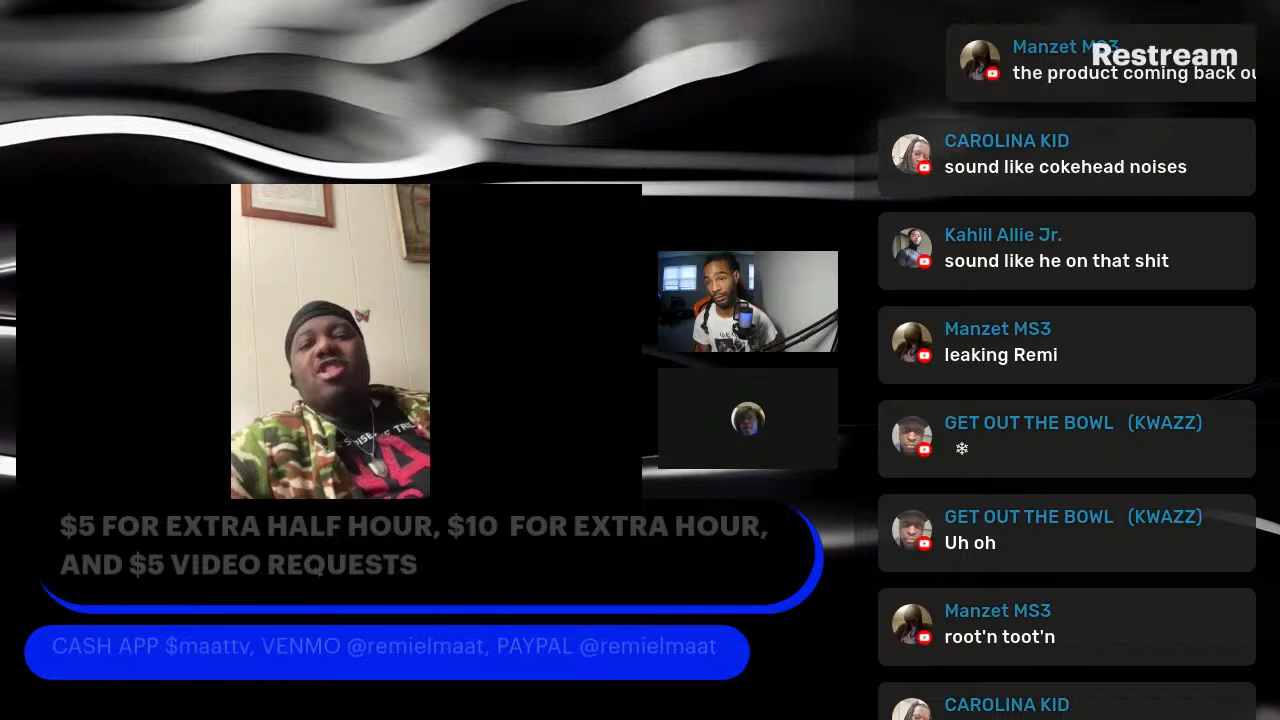 Manzet MS3
Restream
the product coming back ou
CAROLINA KID
sound like cokehead noises
Kahlil Allie Jr.
sound like he on that shit
Manzet MS3
leaking Remi
GET OUT THE BOWL (KWAZZ)
❄
GET OUT THE BOWL (KWAZZ)
Uh oh
Manzet MS3
root'n toot'n
CAROLINA KID
$5 FOR EXTRA HALF HOUR, $10 FOR EXTRA HOUR,
AND $5 VIDEO REQUESTS
CASH APP $maattv, VENMO @remielmaat, PAYPAL @remielmaat